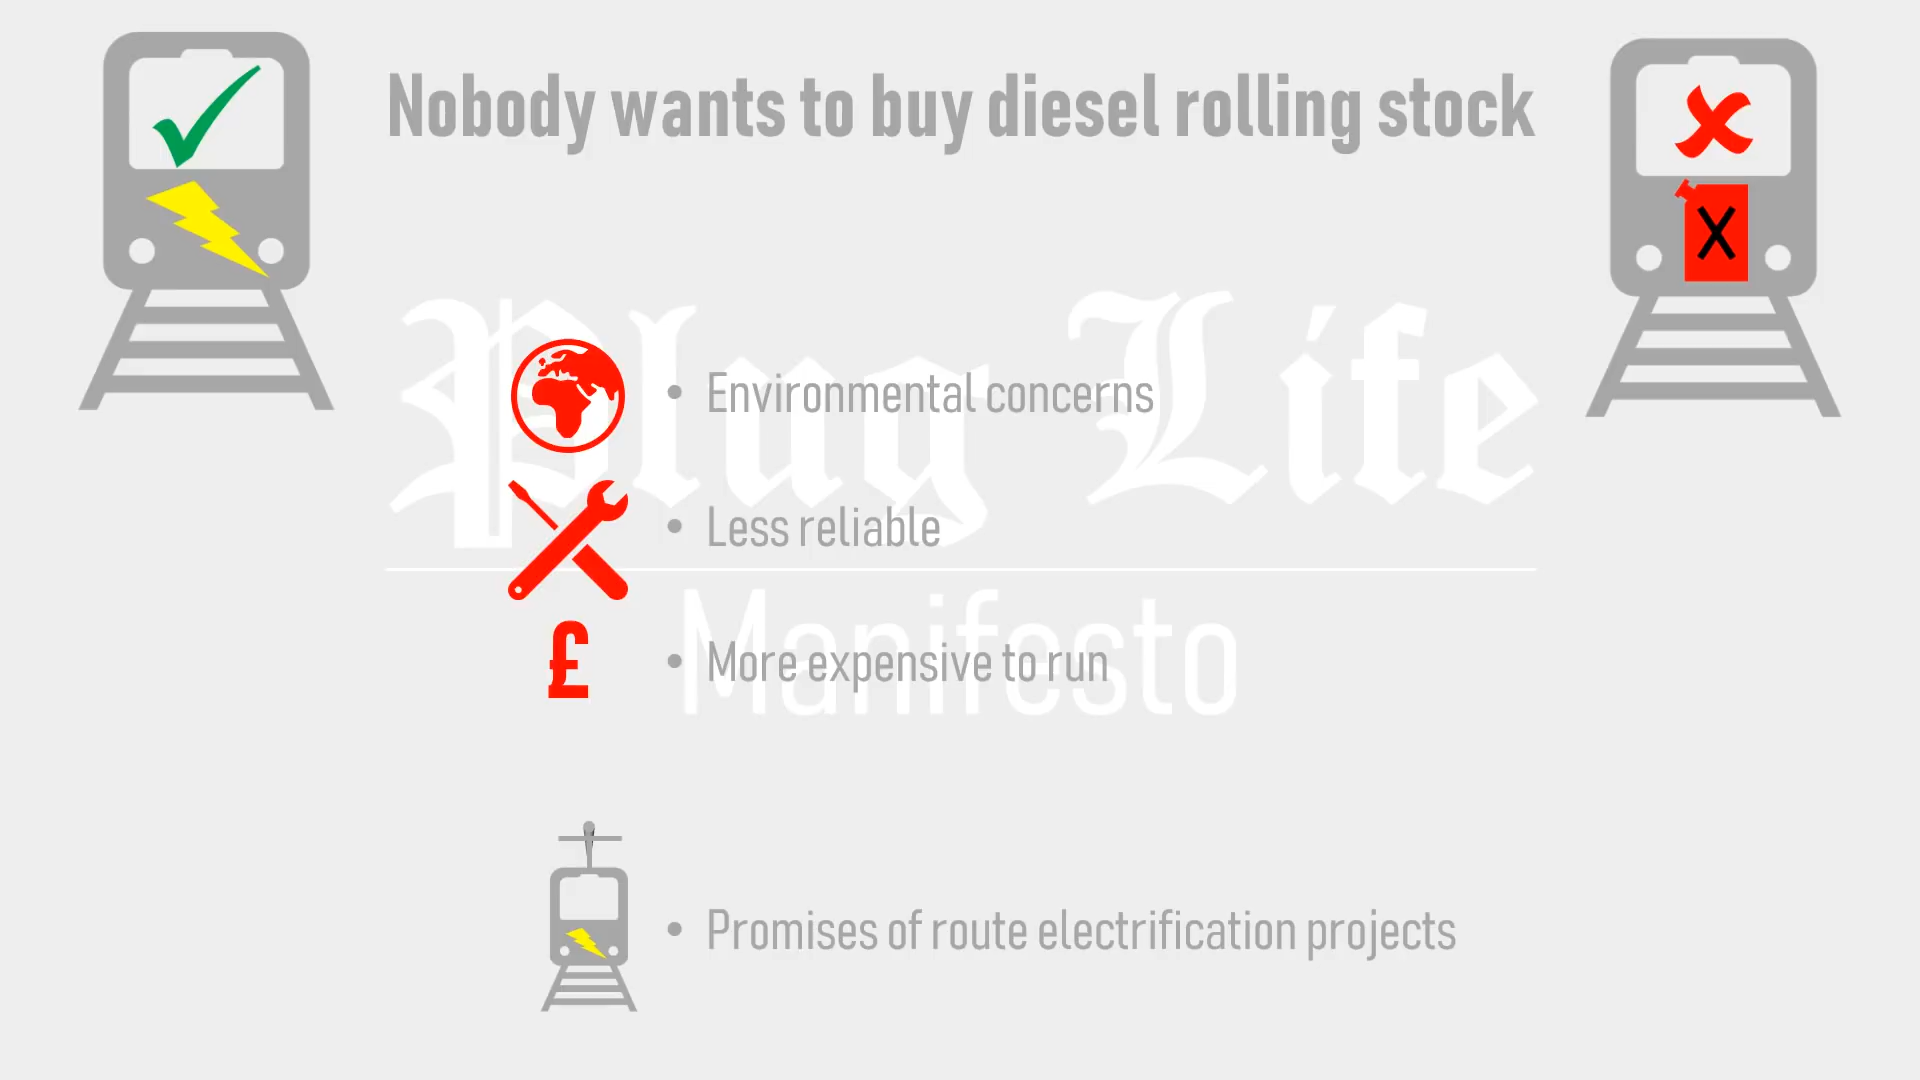 Nobody wants to buy diesel rolling stock
Plug Life
Manifesto
• Environmental concerns
• Less reliable
£
• More expensive to run
• Promises of route electrification projects